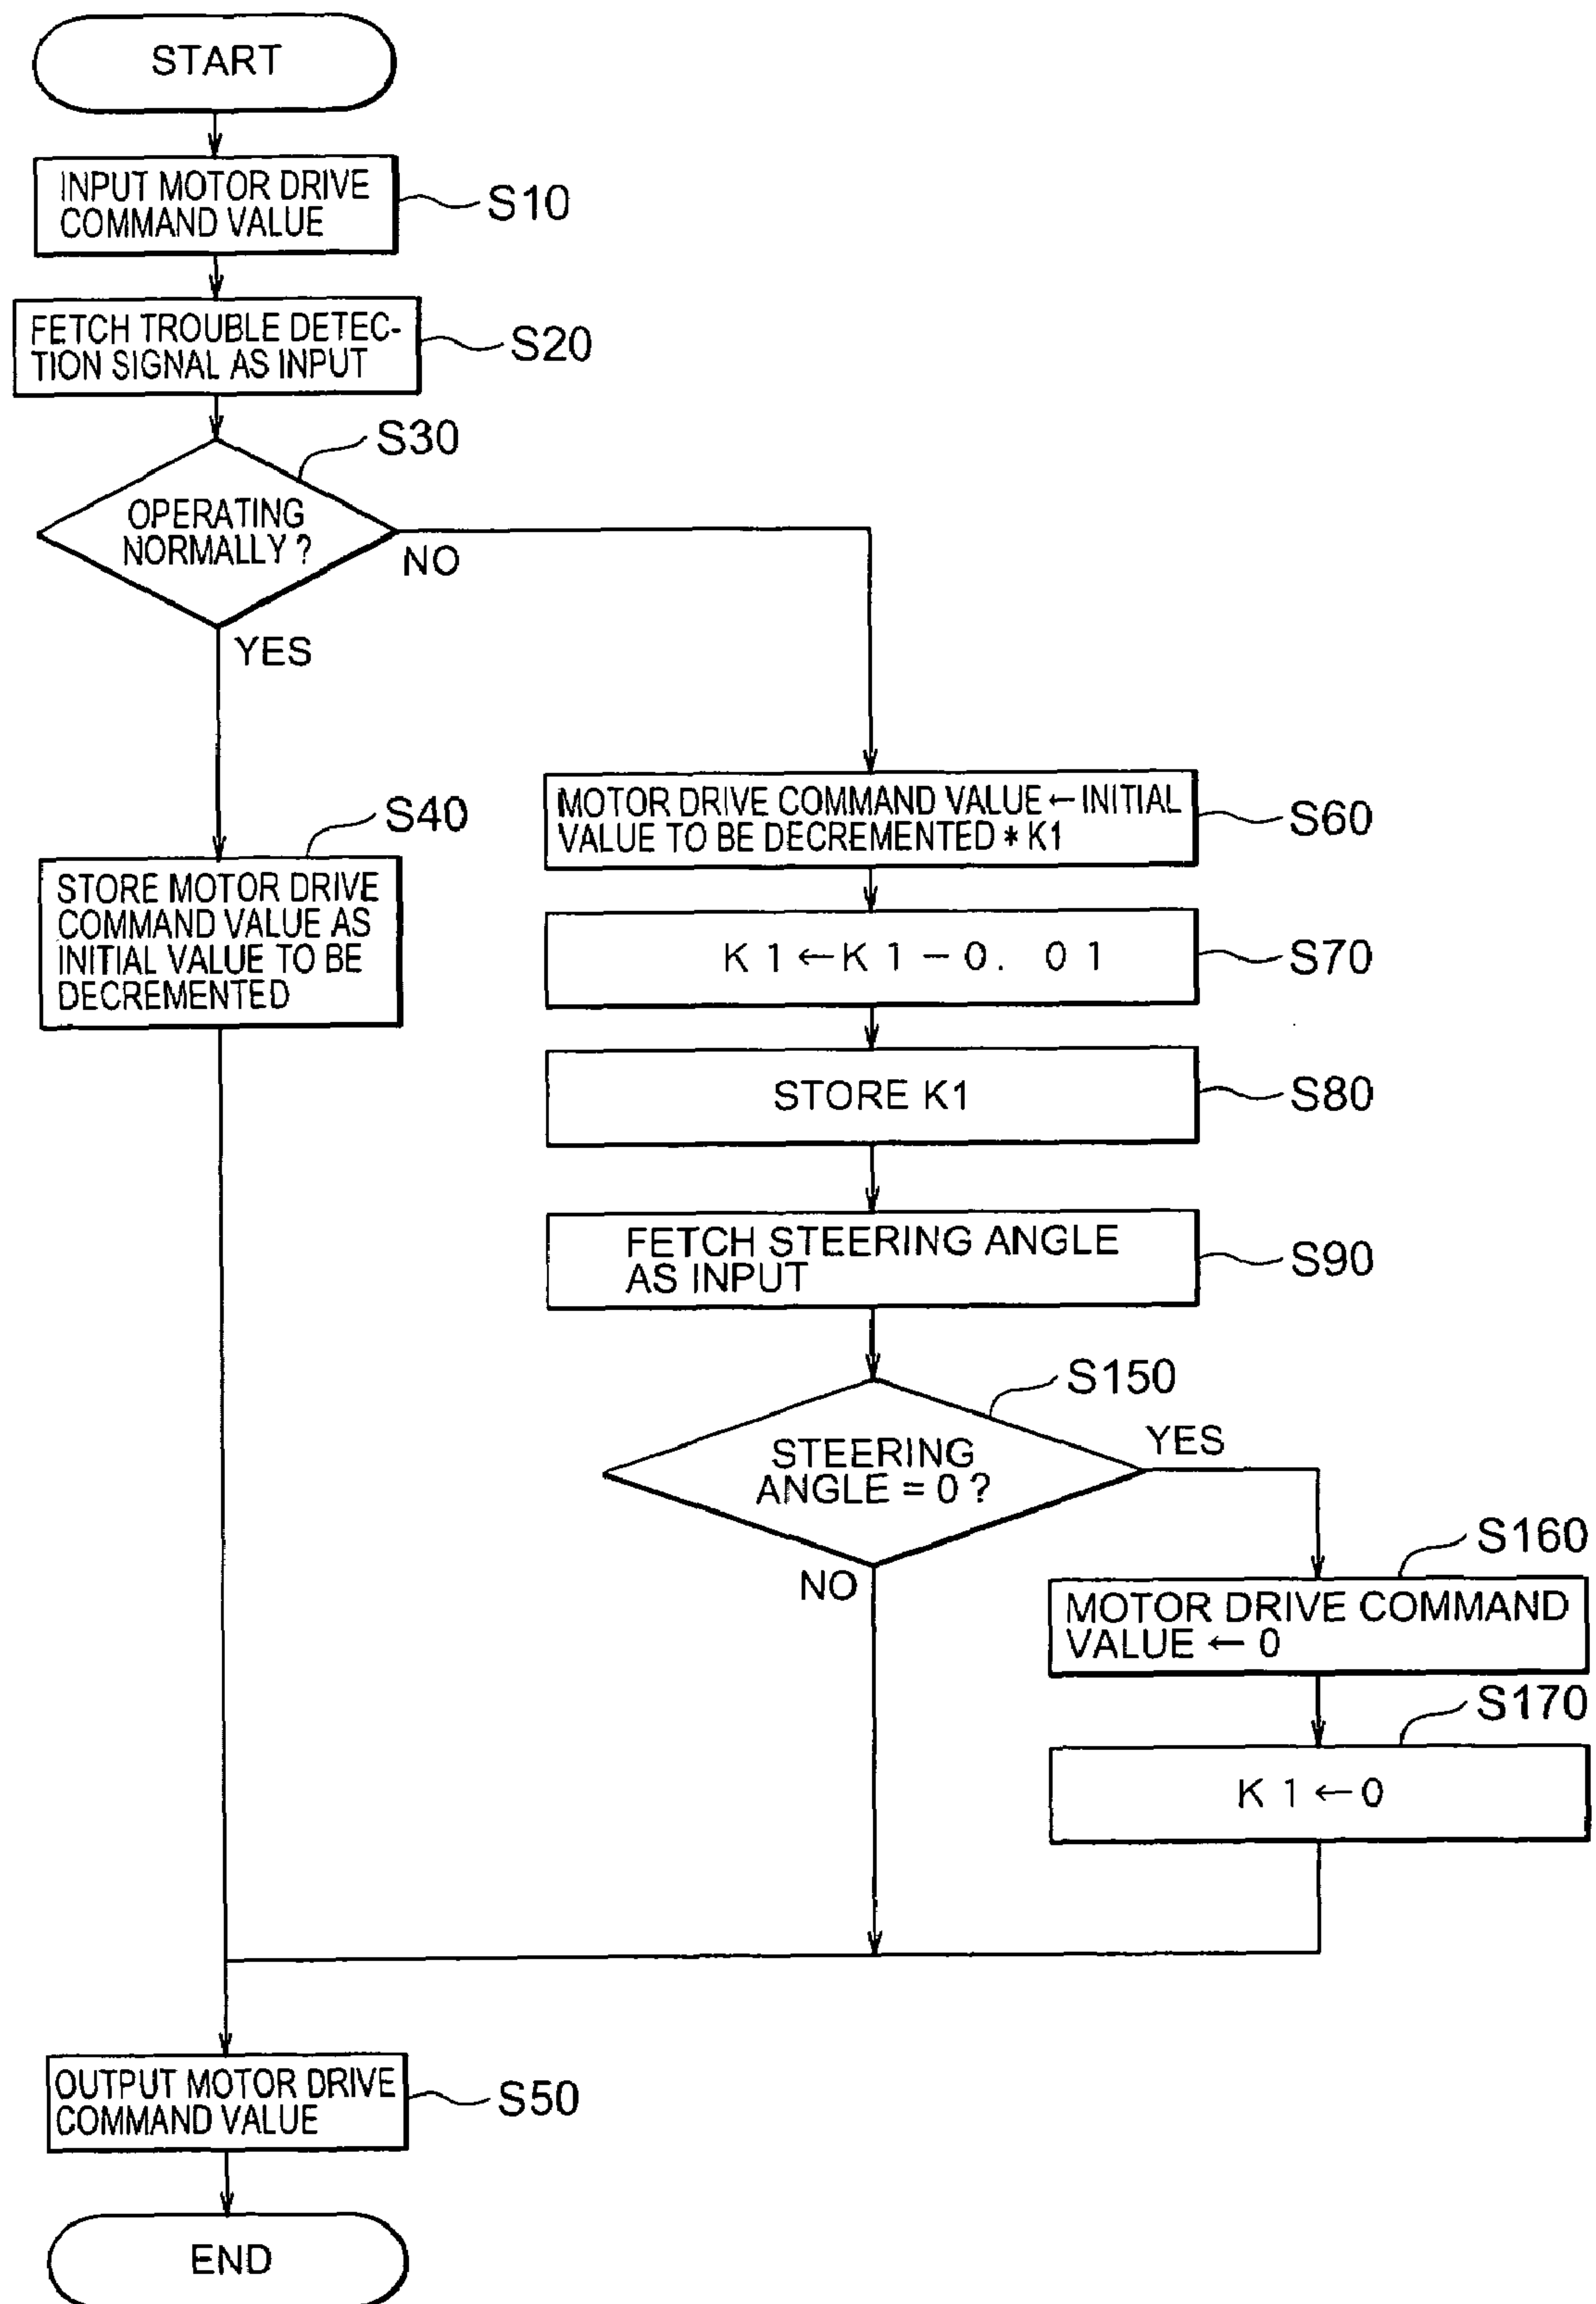 START
INPUT MOTOR DRIVE
COMMAND VALUE
S10
FETCH TROUBLE DETEC-
TION SIGNAL AS INPUT
S20
S30
OPERATING
NORMALLY ?
NO
YES
S40
STORE MOTOR DRIVE
COMMAND VALUE AS
INITIAL VALUE TO BE
DECREMENTED
MOTOR DRIVE COMMAND VALUE ← INITIAL
VALUE TO BE DECREMENTED * K1
S60
K 1 ← K 1 − 0. 0 1
S70
STORE K1
S80
FETCH STEERING ANGLE
AS INPUT
S90
S150
STEERING
ANGLE = 0 ?
YES
NO
S160
MOTOR DRIVE COMMAND
VALUE ← 0
S170
K 1 ← 0
OUTPUT MOTOR DRIVE
COMMAND VALUE
S50
END